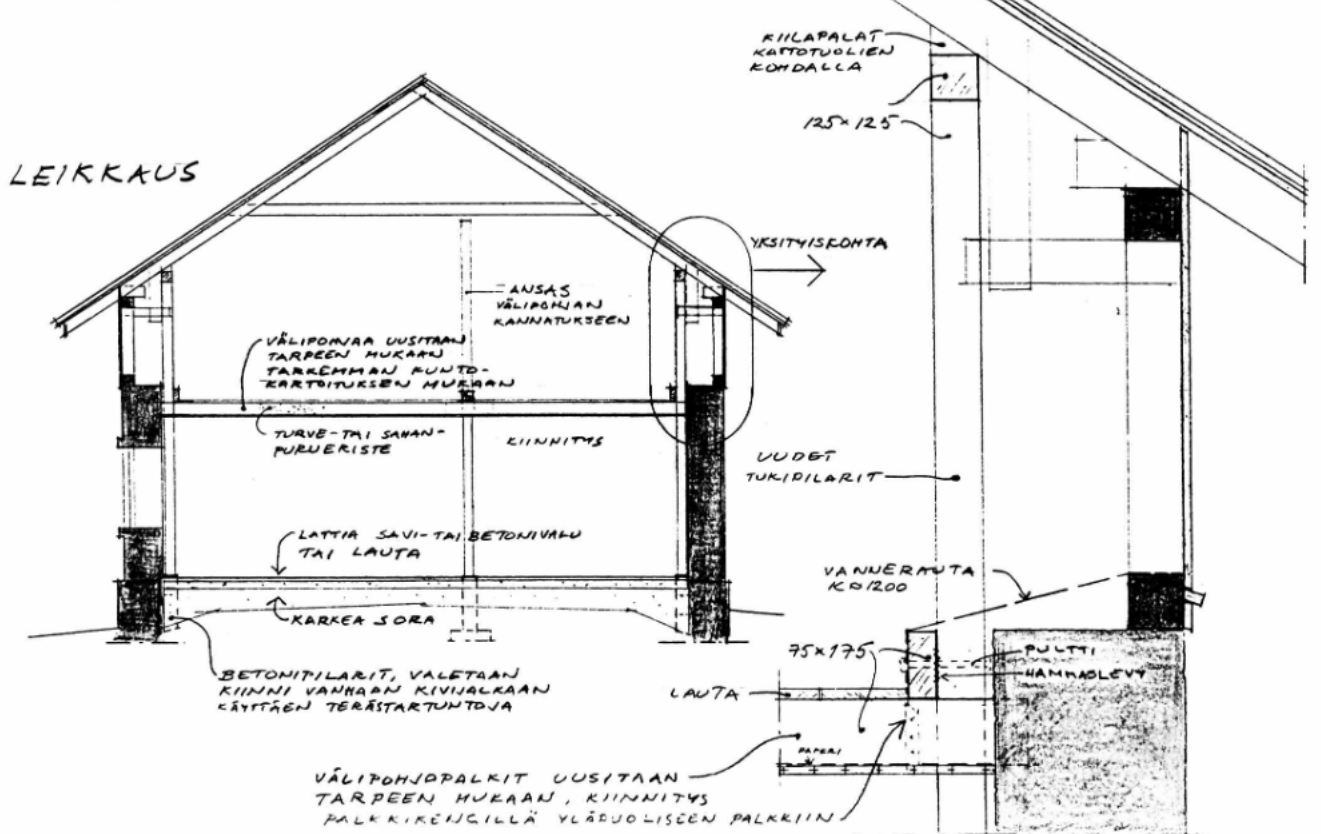 LEIKKAUS
ANSAS
VÄLIPOHJAN
KANNATUKSEEN
VÄLIPOHJAA UUSITAAN
TARPEEN MUKAAN
TARKEMMAN KUNTO-
KARTOITUKSEN MUKAAN
TURVE- TAI SAHAN-
PURUERISTE
KIINNITYS
LATTIA SAVI- TAI BETONIVALU
TAI LAUTA
KARKEA SORA
BETONIPILARIT, VALETAAN
KIINNI VANHAAN KIVIJALKAAN
KÄYTTÄEN TERÄSTARTUNTOJA
YKSITYISKOHTA
KIILAPALAT
KATTOTUOLIEN
KOHDALLA
125×125
UUDET
TUKIPILARIT
VANNERAUTA
K 1200
75×175
PULTTI
HAMMASLEVY
LAUTA
PAPERI
VÄLIPOHJAPALKIT UUSITAAN
TARPEEN MUKAAN, KIINNITYS
PALKKIKENGILLÄ YLÄPUOLISEEN PALKKIIN